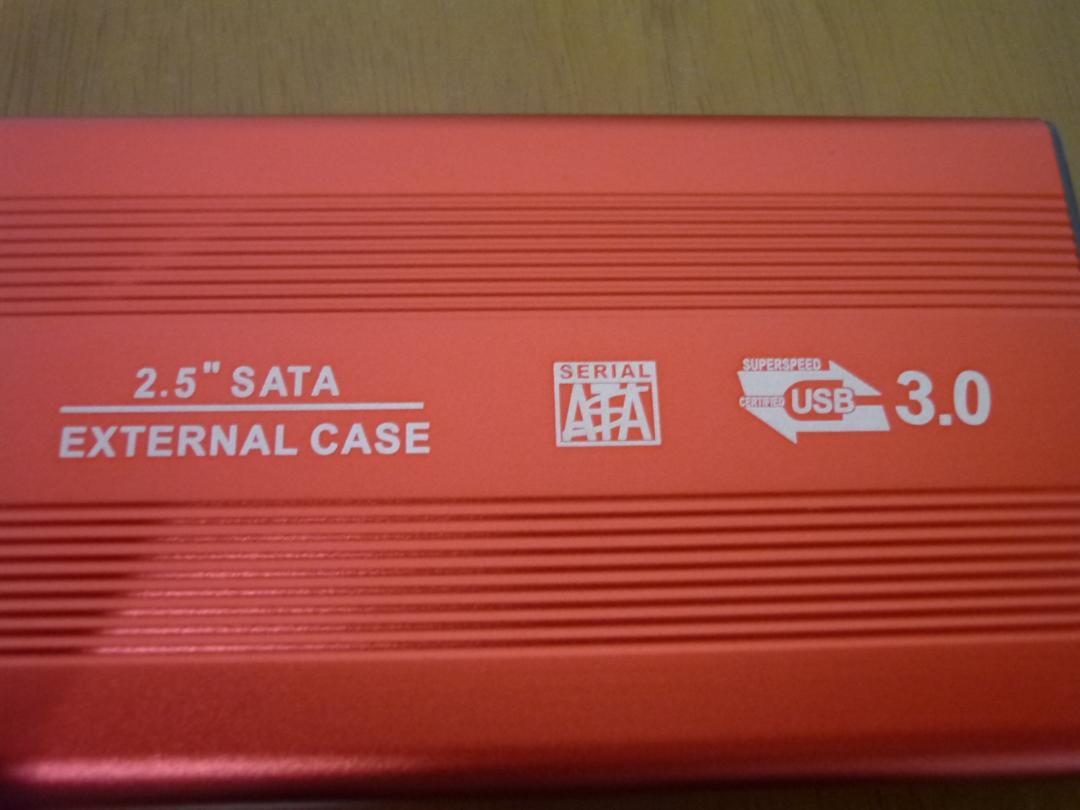 2.5" SATA
EXTERNAL CASE
SERIAL
ATA
SUPERSPEED
CERTIFIED USB 3.0